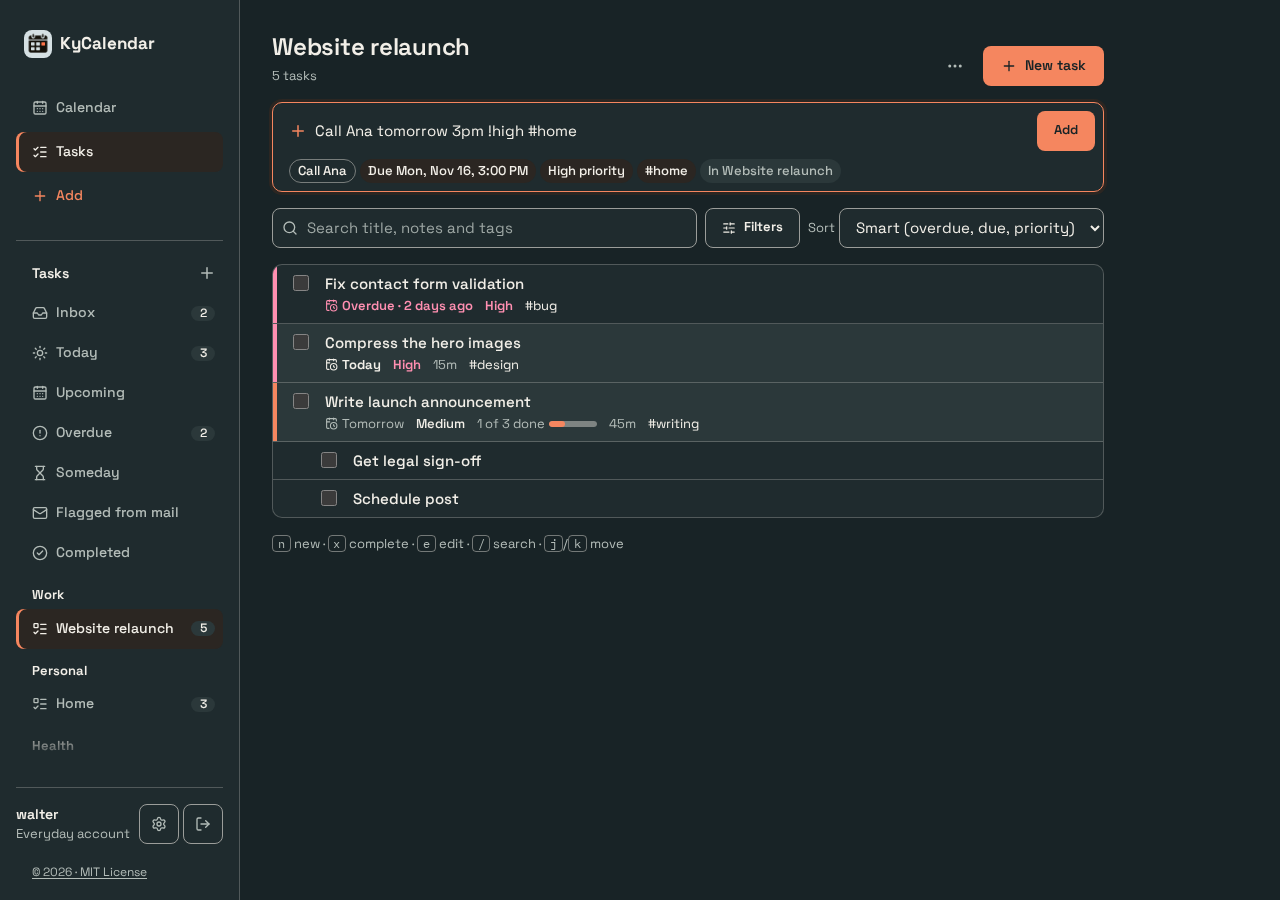 KyCalendar
Calendar
Tasks
Add
Tasks
Inbox 2
Today 3
Upcoming
Overdue 2
Someday
Flagged from mail
Completed
Work
Website relaunch 5
Personal
Home 3
Health
walter
Everyday account
© 2026 · MIT License
Website relaunch
5 tasks
New task
Call Ana tomorrow 3pm !high #home
Add
Call Ana Due Mon, Nov 16, 3:00 PM High priority #home In Website relaunch
Search title, notes and tags
Filters
Sort Smart (overdue, due, priority)
Fix contact form validation
Overdue · 2 days ago High #bug
Compress the hero images
Today High 15m #design
Write launch announcement
Tomorrow Medium 1 of 3 done 45m #writing
Get legal sign-off
Schedule post
n new · x complete · e edit · / search · j/k move